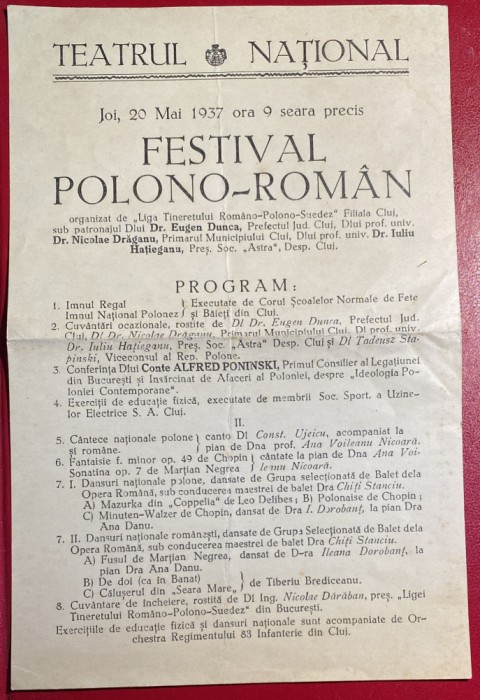 TEATRUL NAȚIONAL
Joi, 20 Mai 1937 ora 9 seara precis
FESTIVAL
POLONO-ROMÂN
organizat de „Liga Tineretului Româno-Polono-Suedez" Filiala Cluj,
sub patronajul Dlui Dr. Eugen Dunca, Prefectul Jud. Cluj, Dlui prof. univ.
Dr. Nicolae Drăganu, Primarul Municipiului Cluj, Dlui prof. univ. Dr. Iuliu
Hațieganu, Preș. Soc. „Astra", Desp. Cluj.
PROGRAM:
1. Imnul Regal } Executate de Corul Școalelor Normale de Fete
Imnul Național Polonez } și Băieți din Cluj.
2. Cuvântări ocazionale, rostite de Dl Dr. Eugen Dunca, Prefectul Jud.
Cluj, Dl Dr. Nicolae Drăganu, Primarul Municipiului Cluj, Dl prof. univ.
Dr. Iuliu Hațieganu, Preș. Soc. „Astra" Desp. Cluj și Dl Tadeusz Sta-
pinski, Viceconsul al Rep. Polone.
3. Conferința Dlui Conte ALFRED PONINSKI, Primul Consilier al Legațiunei
din București și Insărcinat de Afaceri al Poloniei, despre "Ideologia Po-
loniei Contemporane".
4. Exerciții de educație fizică, executate de membrii Soc. Sport. a Uzine-
lor Electrice S. A. Cluj.
II.
5. Cântece naționale polone } canto Dl Const. Ujeicu, acompaniat la
și române. } pian de Dna prof. Ana Voileanu Nicoară.
6. Fantaisie f. minor op. 49 de Chopin } cântate la pian de Dna Ana Voi-
Sonatina op. 7 de Marțian Negrea } leanu Nicoară.
7. I. Dansuri naționale polone, dansate de Grupa selecționată de Balet dela
Opera Română, sub conducerea maestrei de balet Dra Chiți Stanciu.
A) Mazurka din „Coppelia" de Leo Delibes; B) Polonaise de Chopin;
C) Minuten-Walzer de Chopin, dansat de Dra I. Dorobanț, la pian Dra
Ana Danu.
7. II. Dansuri naționale românești, dansate de Grupa Selecționată de Balet dela
Opera Română, sub conducerea maestrei de balet Dra Chiți Stanciu.
A) Fusul de Marțian Negrea, dansat de D-ra Ileana Dorobanț, la
pian Dra Ana Danu.
B) De doi (ca in Banat) } de Tiberiu Brediceanu.
C) Călușerul din „Seara Mare" }
8. Cuvântare de incheiere, rostită de Dl Ing. Nicolae Dărăban, preș. „Ligei
Tineretului Româno-Polono-Suedez" din București.
Exercițiile de educație fizică și dansuri naționale sunt acompaniate de Or-
chestra Regimentului 83 Infanterie din Cluj.